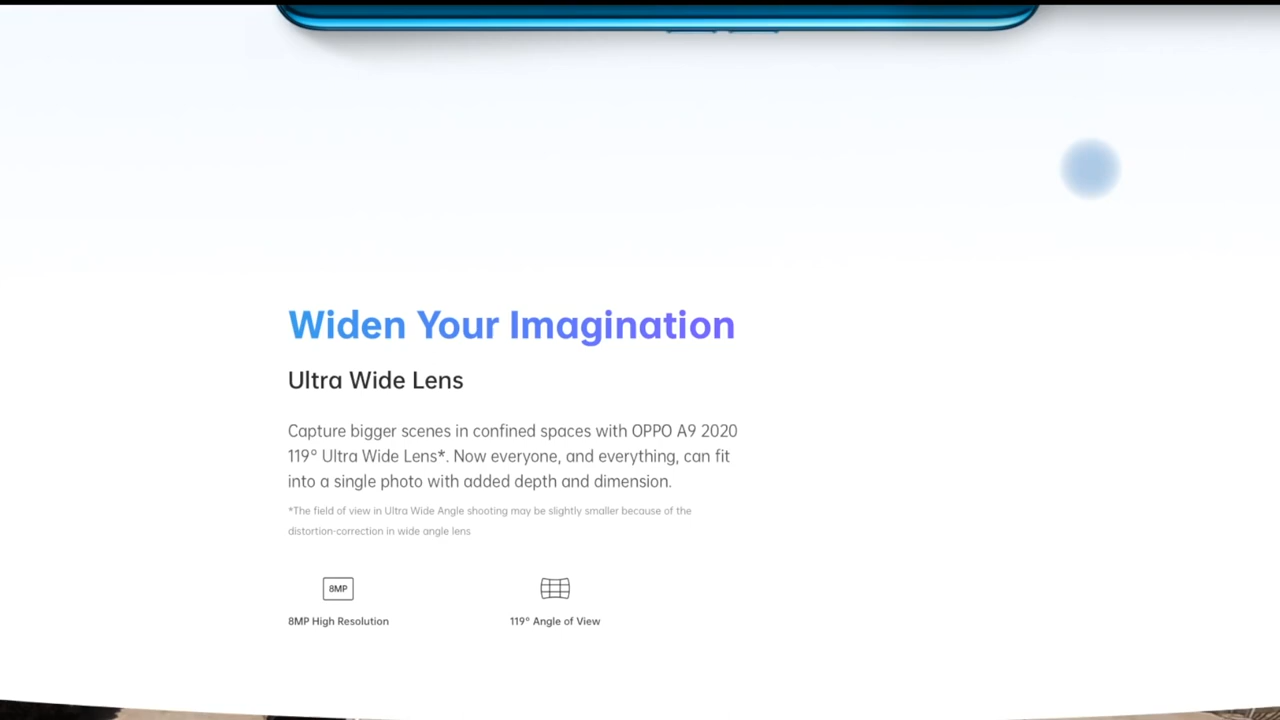 Widen Your Imagination
Ultra Wide Lens
Capture bigger scenes in confined spaces with OPPO A9 2020
119° Ultra Wide Lens*. Now everyone, and everything, can fit
into a single photo with added depth and dimension.
*The field of view in Ultra Wide Angle shooting may be slightly smaller because of the
distortion-correction in wide angle lens
8MP
8MP High Resolution
119° Angle of View